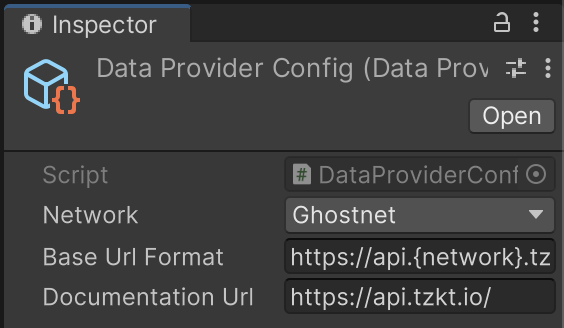 Inspector
Data Provider Config (Data Prov
Open
Script # DataProviderConf
Network Ghostnet
Base Url Format https://api.{network}.tz
Documentation Url https://api.tzkt.io/